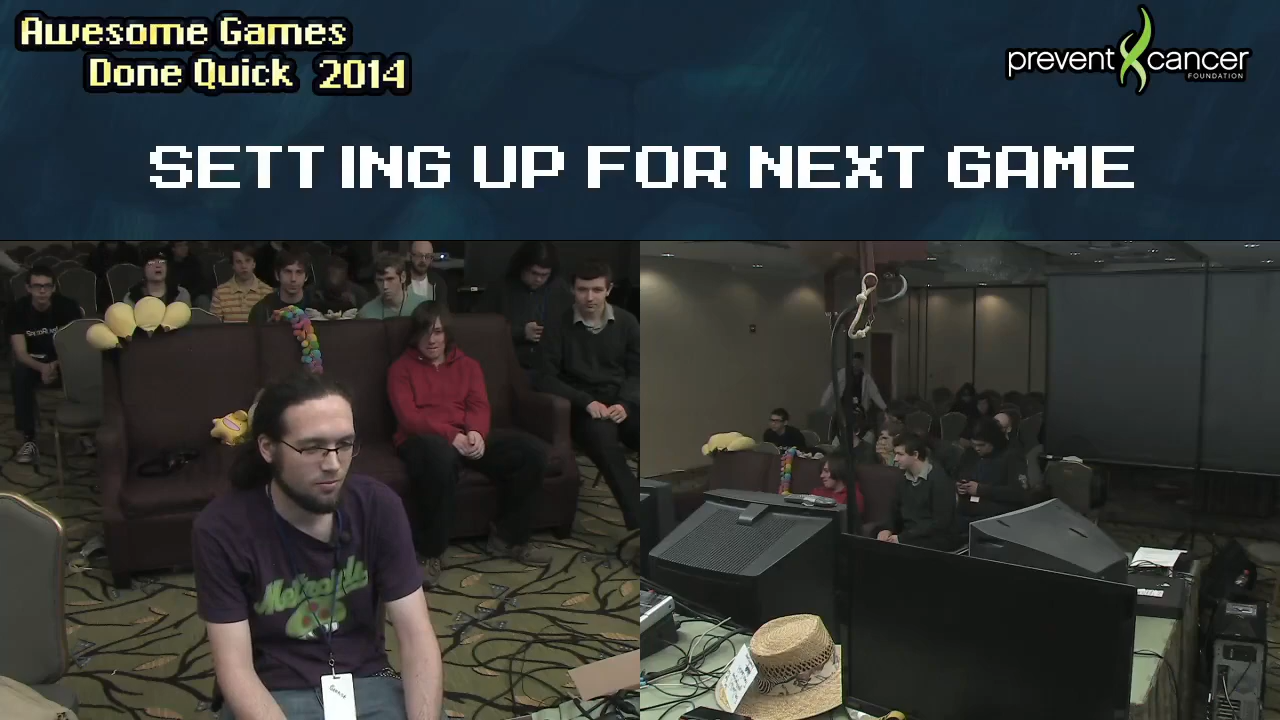 Awesome Games
Done Quick 2014
prevent cancer
FOUNDATION
SETTING UP FOR NEXT GAME